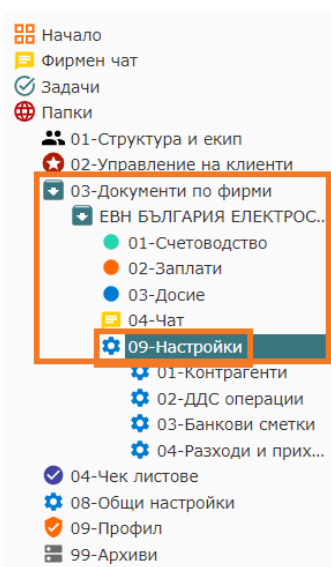 Начало
Фирмен чат
Задачи
Папки
01-Структура и екип
02-Управление на клиенти
03-Документи по фирми
ЕВН БЪЛГАРИЯ ЕЛЕКТРОС..
01-Счетоводство
02-Заплати
03-Досие
04-Чат
09-Настройки
01-Контрагенти
02-ДДС операции
03-Банкови сметки
04-Разходи и прих...
04-Чек листове
08-Общи настройки
09-Профил
99-Архиви